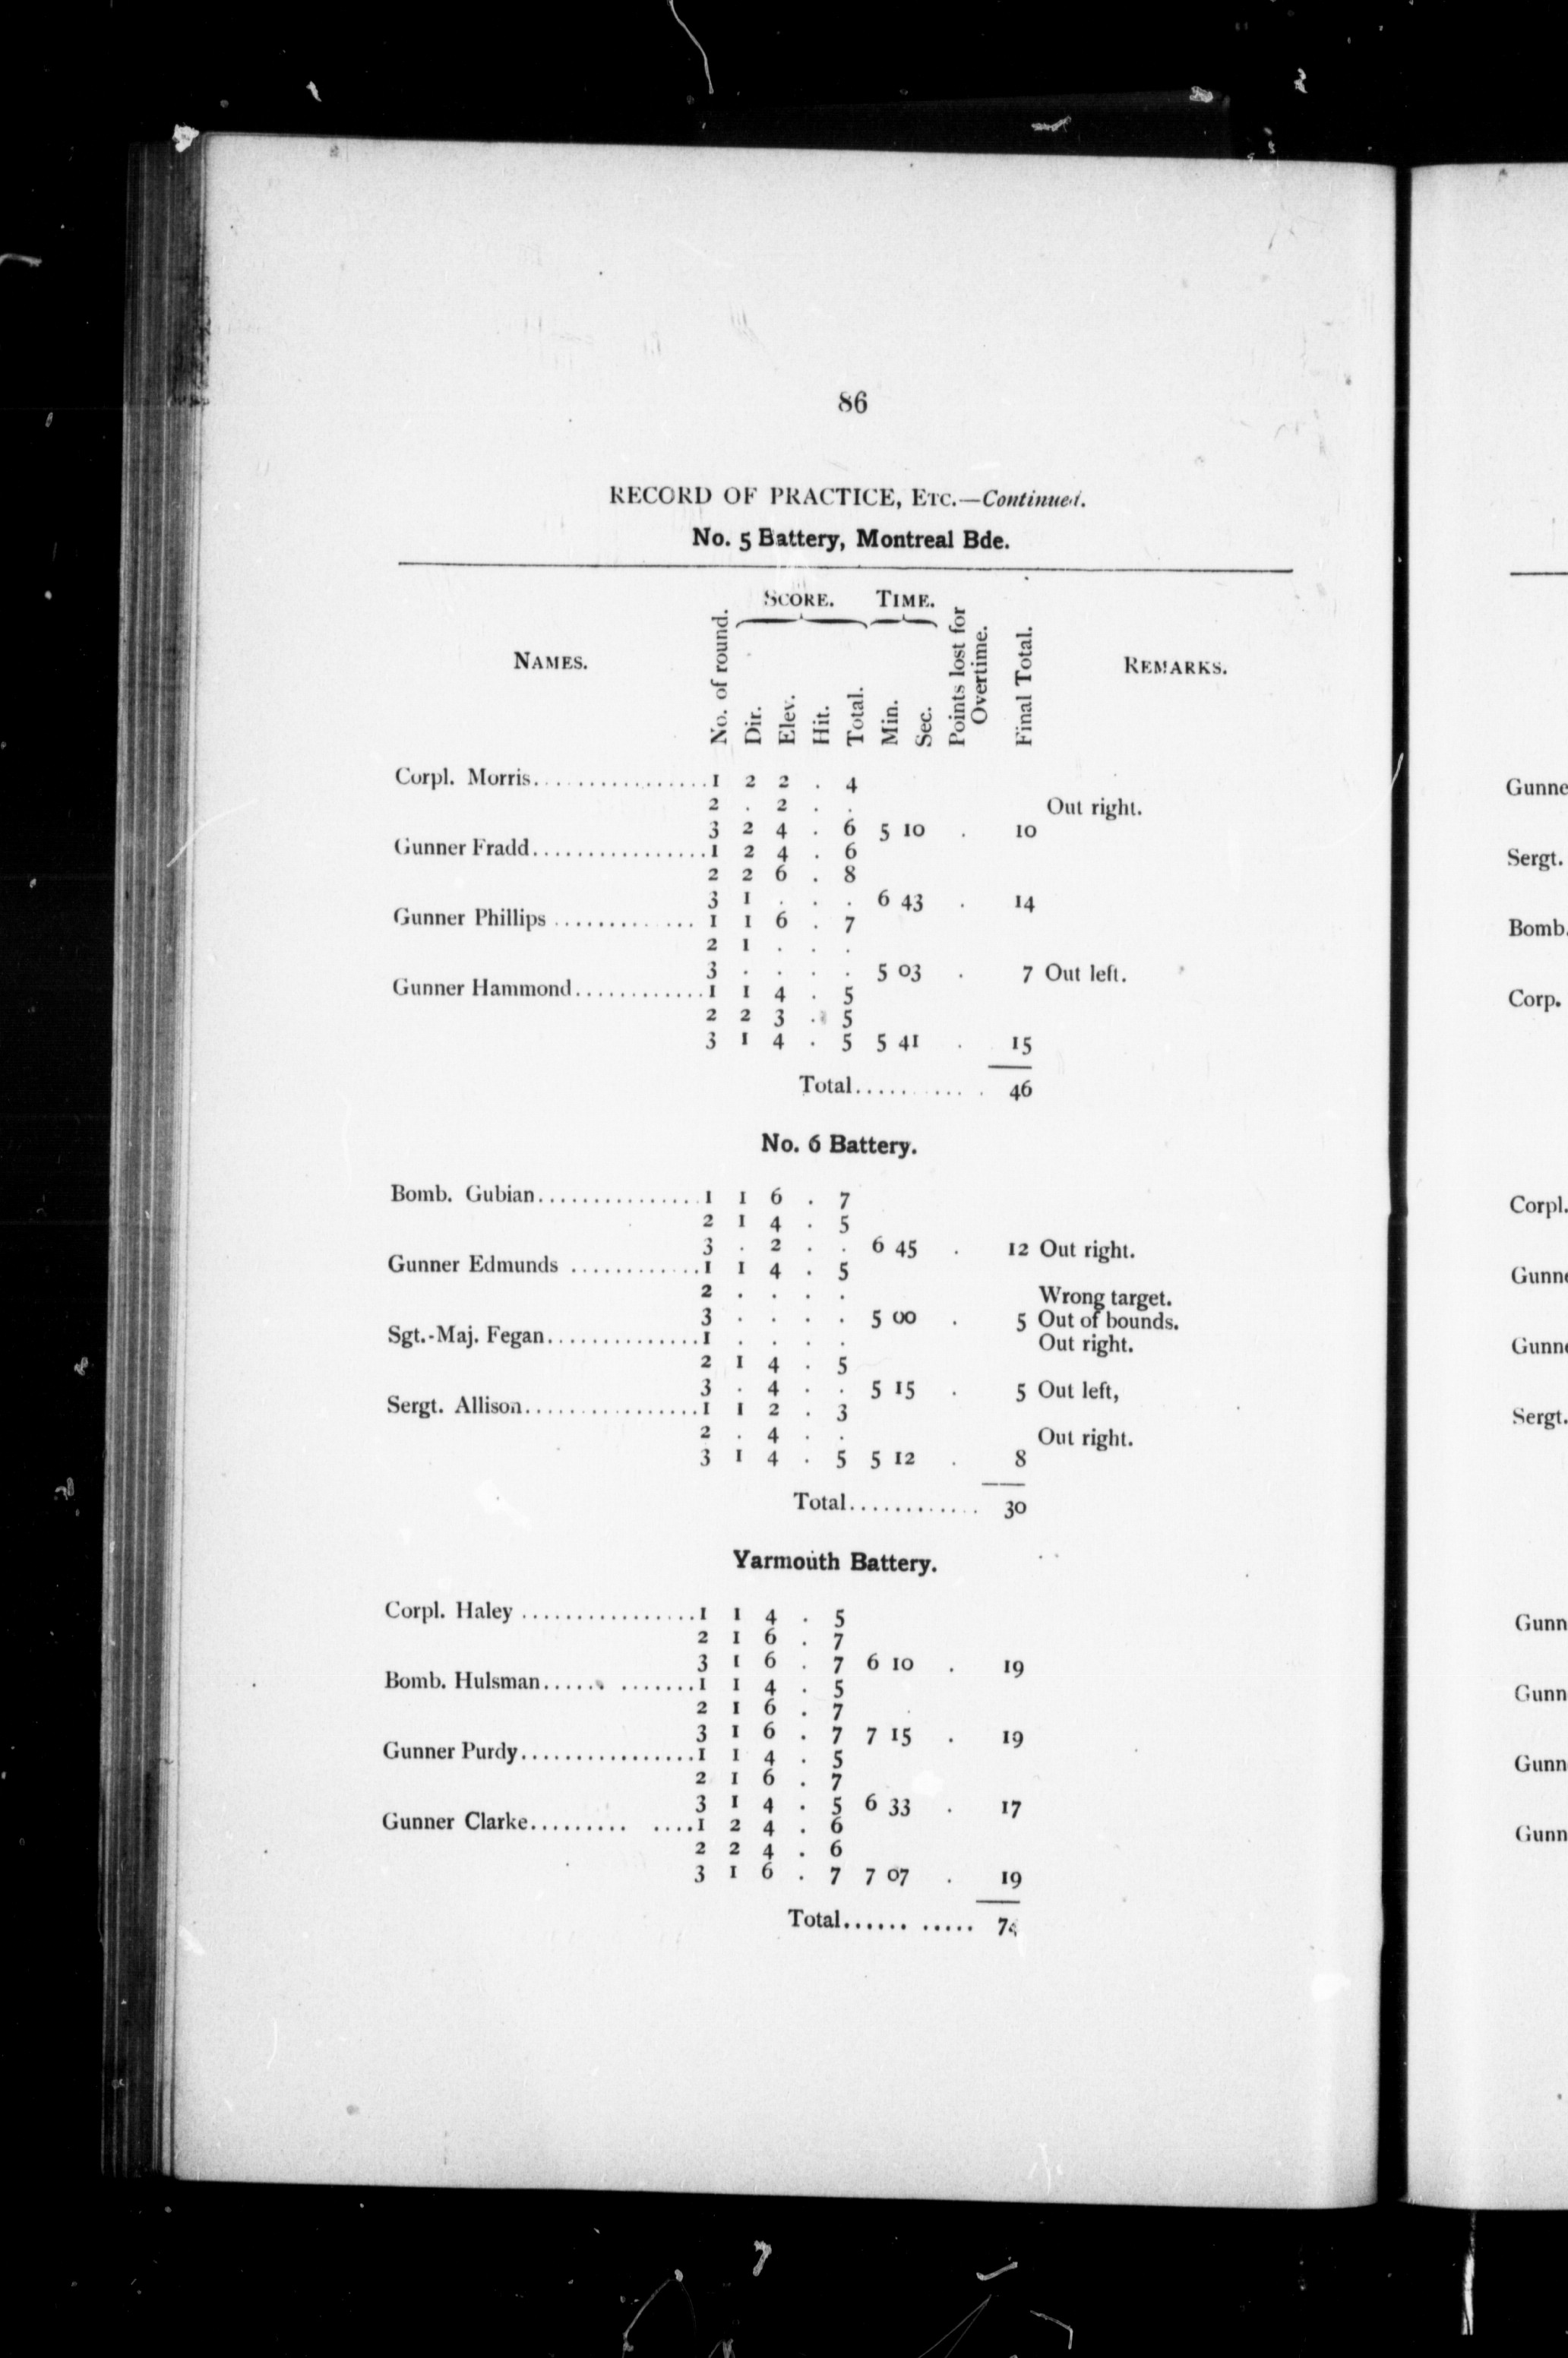 86
RECORD OF PRACTICE, ETC.—Continued.
No. 5 Battery, Montreal Bde.
SCORE. TIME.
NAMES. No. of round. Dir. Elev. Hit. Total. Min. Sec. Points lost for Overtime. Final Total. REMARKS.
Corpl. Morris................1 2 2 . 4
2 . 2 . . Out right.
3 2 4 . 6 5 10 . 10
Gunner Fradd................1 2 4 . 6
2 2 6 . 8
3 1 . . . 6 43 . 14
Gunner Phillips ............. 1 1 6 . 7
2 1 . . .
3 . . . . 5 03 . 7 Out left.
Gunner Hammond............1 1 4 . 5
2 2 3 . 5
3 1 4 . 5 5 41 . 15
Total............ 46
No. 6 Battery.
Bomb. Gubian...............1 1 6 . 7
2 1 4 . 5
3 . 2 . . 6 45 . 12 Out right.
Gunner Edmunds ............1 1 4 . 5
2 . . . . Wrong target.
3 . . . . 5 00 . 5 Out of bounds.
Sgt.-Maj. Fegan..............1 . . . . Out right.
2 1 4 . 5
3 . 4 . . 5 15 . 5 Out left,
Sergt. Allison................1 1 2 . 3
2 . 4 . . Out right.
3 1 4 . 5 5 12 . 8
Total............ 30
Yarmouth Battery.
Corpl. Haley ................1 1 4 . 5
2 1 6 . 7
3 1 6 . 7 6 10 . 19
Bomb. Hulsman...... .......1 1 4 . 5
2 1 6 . 7
3 1 6 . 7 7 15 . 19
Gunner Purdy................1 1 4 . 5
2 1 6 . 7
3 1 4 . 5 6 33 . 17
Gunner Clarke......... ....1 2 4 . 6
2 2 4 . 6
3 1 6 . 7 7 07 . 19
Total...... ..... 74
Gunne
Sergt.
Bomb.
Corp.
Corpl.
Gunne
Gunne
Sergt.
Gunn
Gunn
Gunn
Gunn